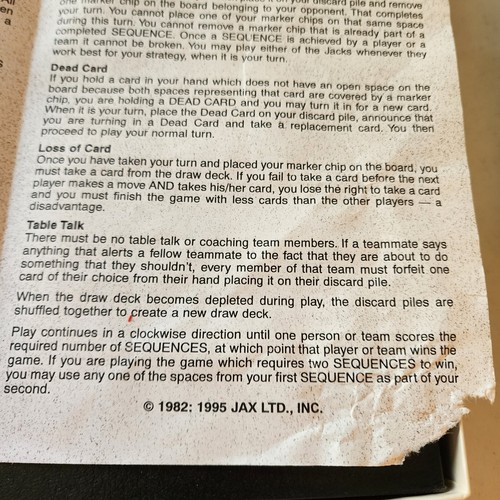 one marker chip on the board belonging to your opponent. That completes
your turn. You cannot place one of your marker chips on that same space
during this turn. You cannot remove a marker chip that is already part of a
completed SEQUENCE. Once a SEQUENCE is achieved by a player or a
team it cannot be broken. You may play either of the Jacks whenever they
work best for your strategy, when it is your turn.
Dead Card
If you hold a card in your hand which does not have an open space on the
board because both spaces representing that card are covered by a marker
chip, you are holding a DEAD CARD and you may turn it in for a new card.
When it is your turn, place the Dead Card on your discard pile, announce that
you are turning in a Dead Card and take a replacement card. You then
proceed to play your normal turn.
Loss of Card
Once you have taken your turn and placed your marker chip on the board, you
must take a card from the draw deck. If you fail to take a card before the next
player makes a move AND takes his/her card, you lose the right to take a card
and you must finish the game with less cards than the other players — a
disadvantage.
Table Talk
There must be no table talk or coaching team members. If a teammate says
anything that alerts a fellow teammate to the fact that they are about to do
something that they shouldn't, every member of that team must forfeit one
card of their choice from their hand placing it on their discard pile.
When the draw deck becomes depleted during play, the discard piles are
shuffled together to create a new draw deck.
Play continues in a clockwise direction until one person or team scores the
required number of SEQUENCES, at which point that player or team wins the
game. If you are playing the game which requires two SEQUENCES to win,
you may use any one of the spaces from your first SEQUENCE as part of your
second.
© 1982: 1995 JAX LTD., INC.